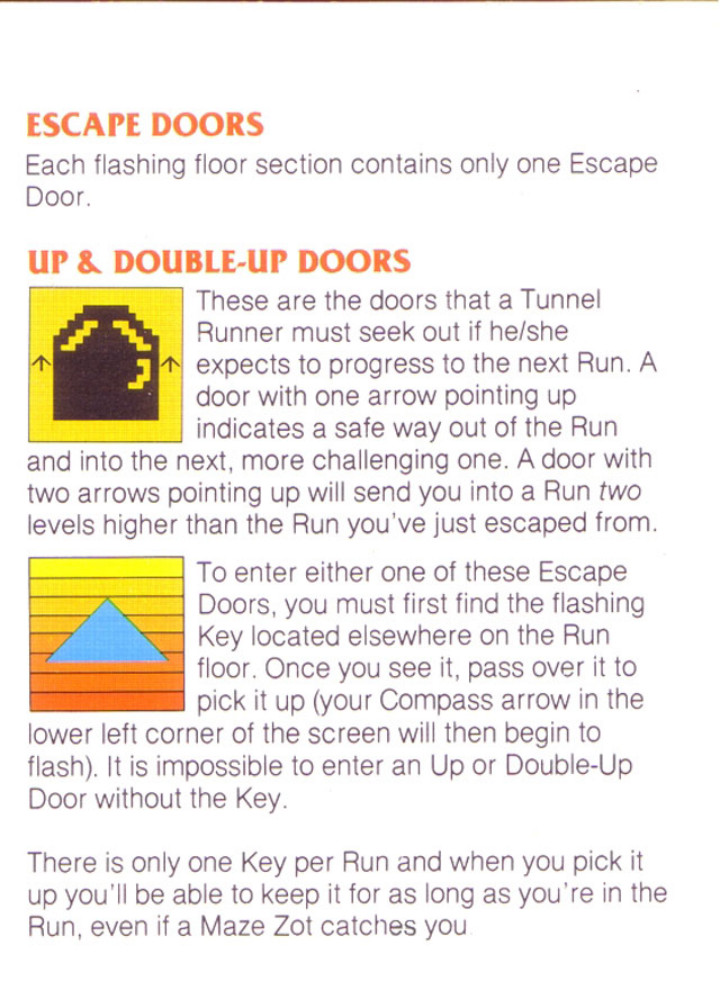 ESCAPE DOORS
Each flashing floor section contains only one Escape
Door.
UP & DOUBLE-UP DOORS
These are the doors that a Tunnel
Runner must seek out if he/she
expects to progress to the next Run. A
door with one arrow pointing up
indicates a safe way out of the Run
and into the next, more challenging one. A door with
two arrows pointing up will send you into a Run two
levels higher than the Run you've just escaped from.
To enter either one of these Escape
Doors, you must first find the flashing
Key located elsewhere on the Run
floor. Once you see it, pass over it to
pick it up (your Compass arrow in the
lower left corner of the screen will then begin to
flash). It is impossible to enter an Up or Double-Up
Door without the Key.
There is only one Key per Run and when you pick it
up you'll be able to keep it for as long as you're in the
Run, even if a Maze Zot catches you